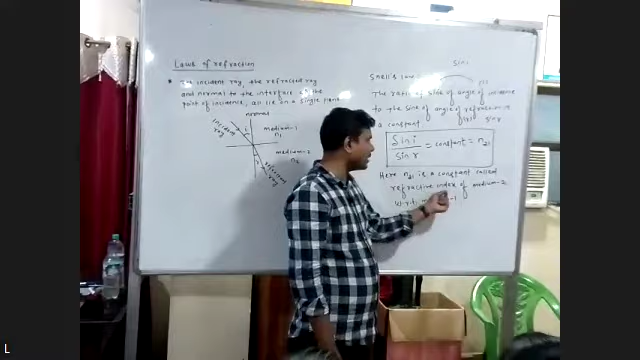 Laws of refraction
* The incident ray, the refracted ray
and normal to the interface at the
point of incidence, all lie on a single plane
normal
incident
ray
i
medium-1
n1
medium-2
n2
r
refracted
ray
Sin i
Snell's law
The ratio of sine of angle of incidence
to the sine of angle of refraction is
Sin r
a constant
Sin i / Sin r = constant = n21
Here n21 is a constant called
refractive index of medium-2
w.r.t. -1
L